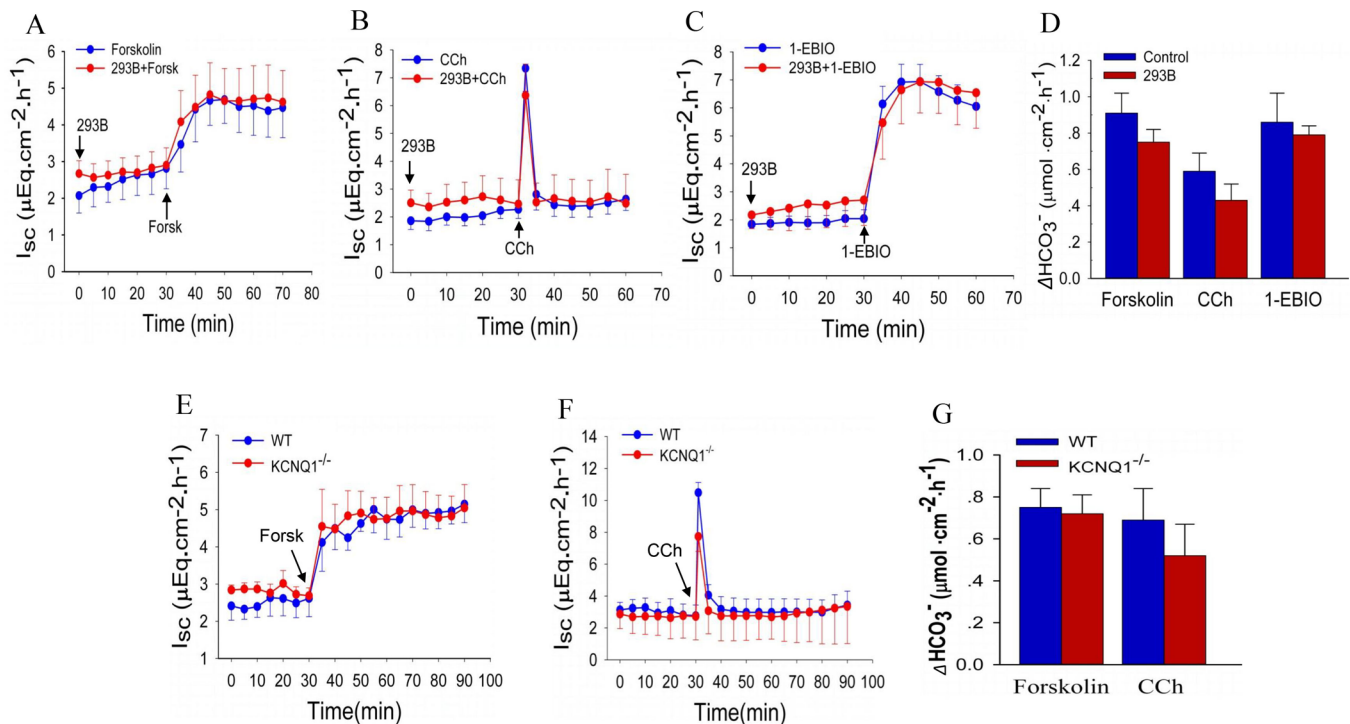 A
Forskolin
293B+Forsk
293B
Forsk
Isc (µEq.cm⁻².h⁻¹)
6
5
4
3
2
1
0
0 10 20 30 40 50 60 70 80
Time (min)
B
CCh
293B+CCh
293B
CCh
Isc (µEq.cm⁻².h⁻¹)
8
7
6
5
4
3
2
1
0
0 10 20 30 40 50 60 70
Time (min)
C
1-EBIO
293B+1-EBIO
293B
1-EBIO
Isc (µEq.cm⁻².h⁻¹)
8
7
6
5
4
3
2
1
0
0 10 20 30 40 50 60 70
Time (min)
D
Control
293B
ΔHCO₃⁻ (µmol ·cm⁻²·h⁻¹)
1.2
1.0
.8
.6
.4
.2
0.0
Forskolin CCh 1-EBIO
E
WT
KCNQ1⁻/⁻
Forsk
Isc (µEq.cm⁻².h⁻¹)
7
6
5
4
3
2
1
0 10 20 30 40 50 60 70 80 90 100
Time(min)
F
WT
KCNQ1⁻/⁻
CCh
Isc (µEq.cm⁻².h⁻¹)
14
12
10
8
6
4
2
0
0 10 20 30 40 50 60 70 80 90 100
Time(min)
G
WT
KCNQ1⁻/⁻
ΔHCO₃⁻ (µmol ·cm⁻²·h⁻¹)
1.0
.8
.6
.4
.2
0.0
Forskolin CCh